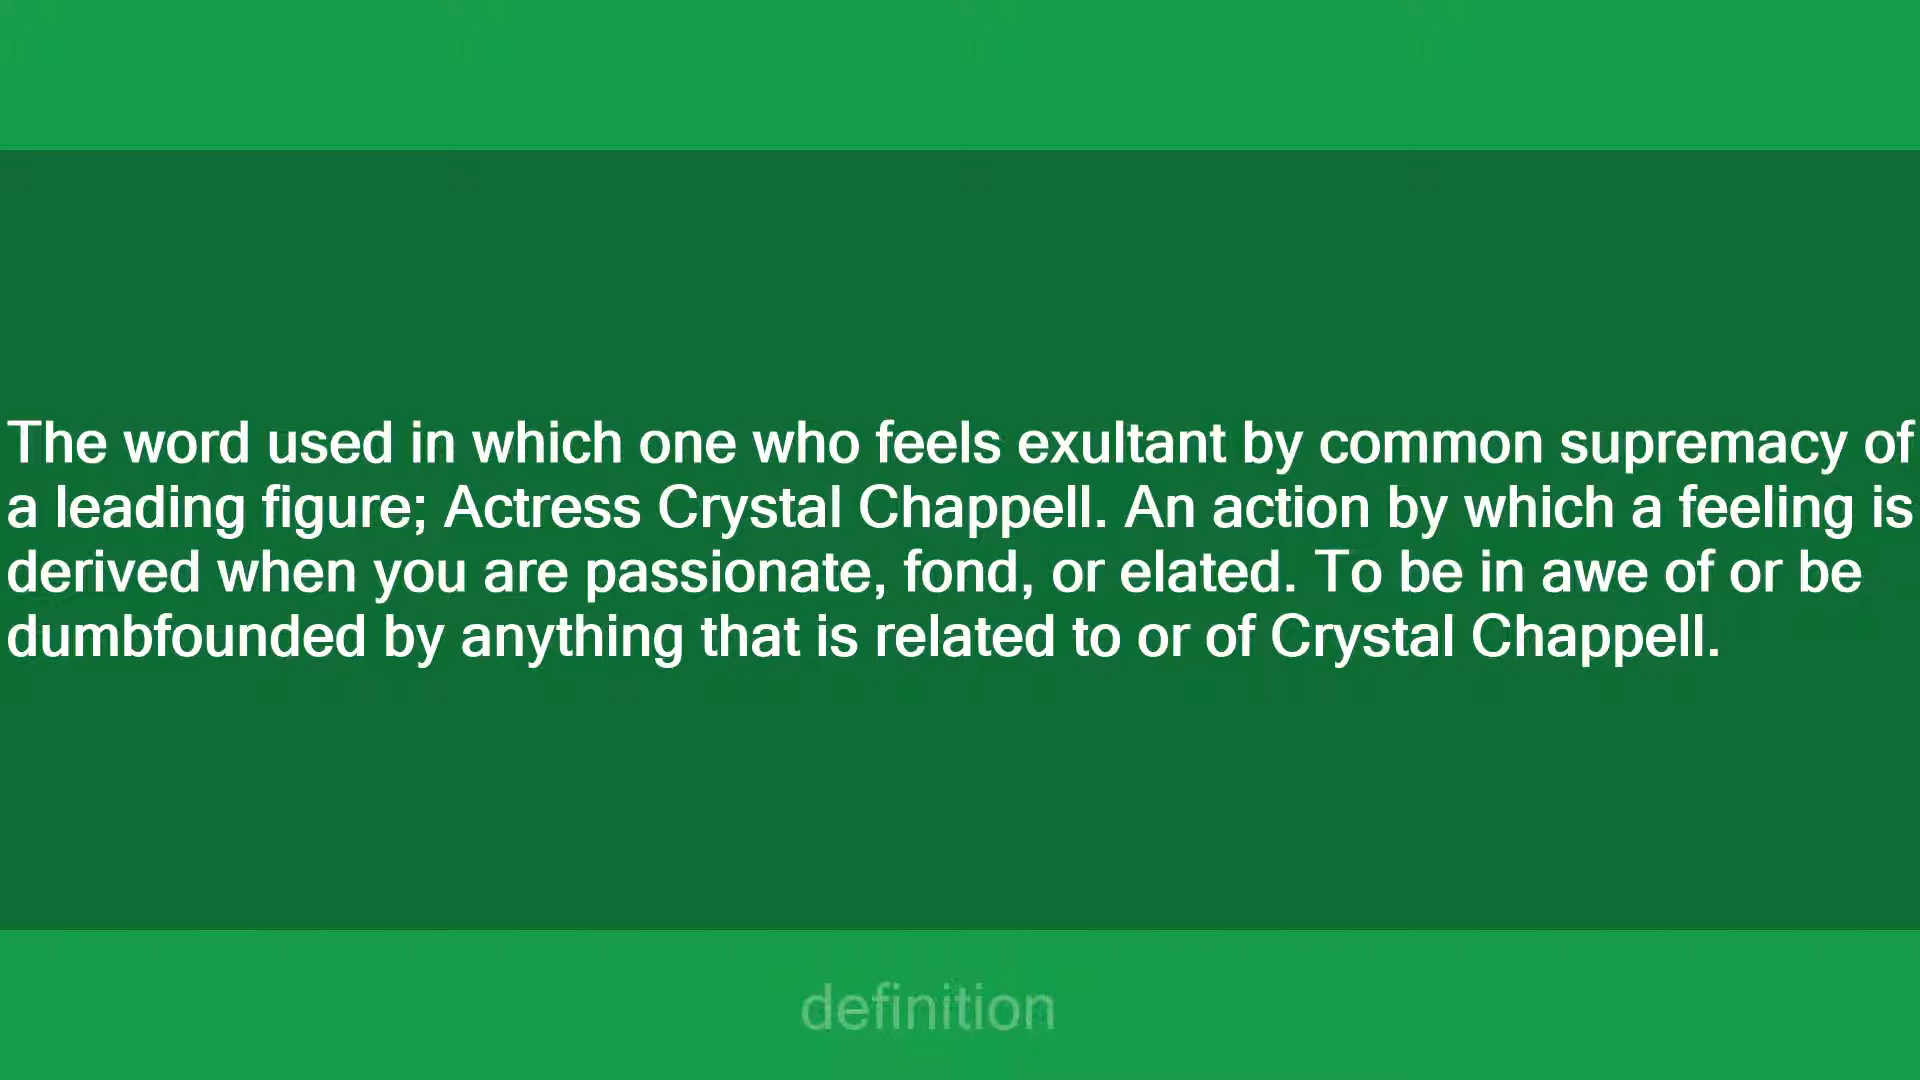 The word used in which one who feels exultant by common supremacy of
a leading figure; Actress Crystal Chappell. An action by which a feeling is
derived when you are passionate, fond, or elated. To be in awe of or be
dumbfounded by anything that is related to or of Crystal Chappell.
definition